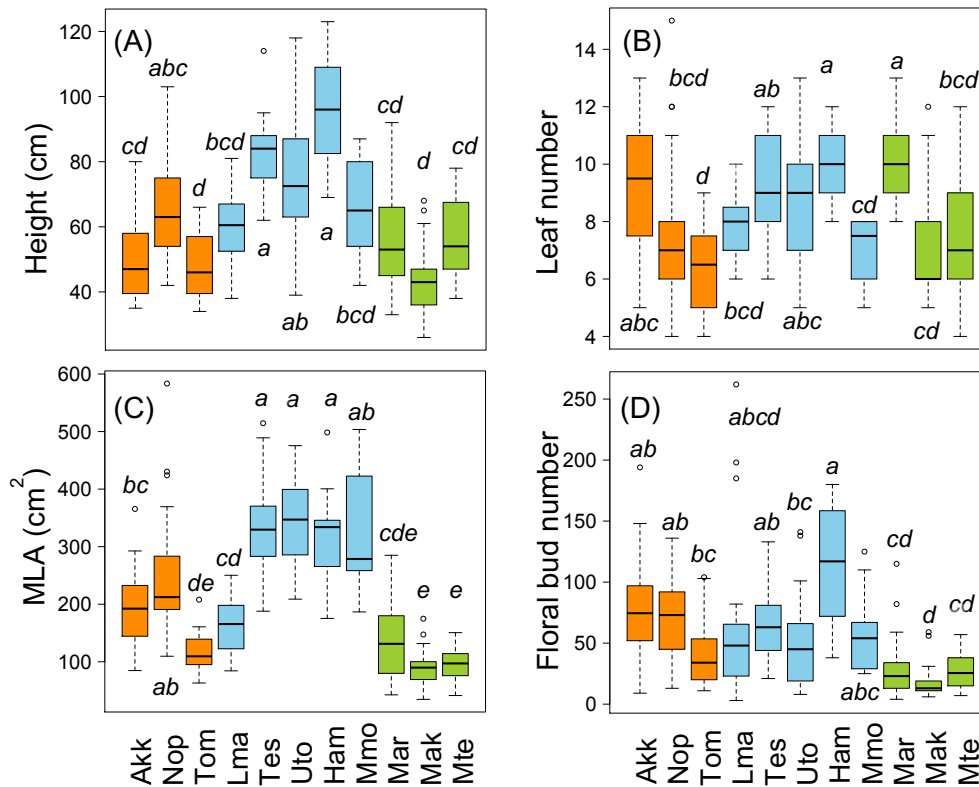 (A)
Height (cm)
120
100
80
60
40
cd
abc
d
bcd
a
ab
a
bcd
cd
d
cd
(B)
Leaf number
14
12
10
8
6
4
abc
bcd
d
bcd
ab
abc
a
cd
a
cd
bcd
(C)
MLA (cm²)
600
500
400
300
200
100
bc
ab
de
cd
a
a
a
ab
cde
e
e
Akk
Nop
Tom
Lma
Tes
Uto
Ham
Mmo
Mar
Mak
Mte
(D)
Floral bud number
250
200
150
100
50
0
ab
ab
bc
abcd
ab
bc
a
abc
cd
d
cd
Akk
Nop
Tom
Lma
Tes
Uto
Ham
Mmo
Mar
Mak
Mte